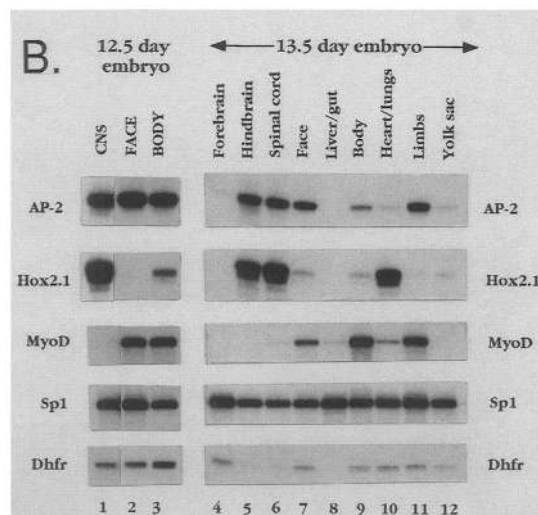 B.
12.5 day
embryo
13.5 day embryo
CNS
FACE
BODY
Forebrain
Hindbrain
Spinal cord
Face
Liver/gut
Body
Heart/lungs
Limbs
Yolk sac
AP-2 AP-2
Hox2.1 Hox2.1
MyoD MyoD
Sp1 Sp1
Dhfr Dhfr
1 2 3 4 5 6 7 8 9 10 11 12